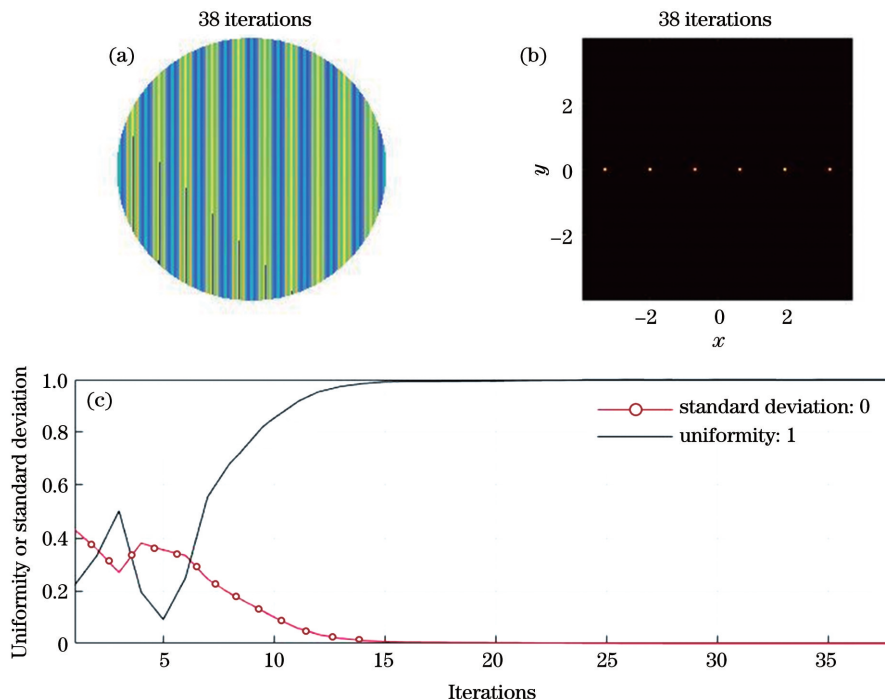 38 iterations
(a)
38 iterations
(b)
2
0
−2
y
−2
0
2
x
(c)
1.0
0.8
0.6
0.4
0.2
0
Uniformity or standard deviation
standard deviation: 0
uniformity: 1
5
10
15
20
25
30
35
Iterations